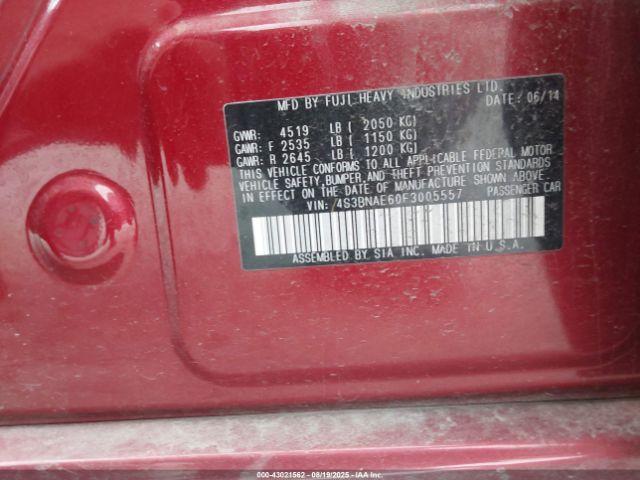 MFD BY FUJI HEAVY INDUSTRIES LTD.
DATE: 06/14
GVWR: 4519 LB ( 2050 KG)
GAWR: F 2535 LB ( 1150 KG)
GAWR: R 2645 LB ( 1200 KG)
THIS VEHICLE CONFORMS TO ALL APPLICABLE FEDERAL MOTOR
VEHICLE SAFETY, BUMPER, AND THEFT PREVENTION STANDARDS
IN EFFECT ON THE DATE OF MANUFACTURE SHOWN ABOVE.
VIN: 4S3BNAE60F3005557 PASSENGER CAR
ASSEMBLED BY SIA INC. MADE IN U.S.A.
000-43021562 - 08/19/2025 - COPYRIGHT IAA, LLC.